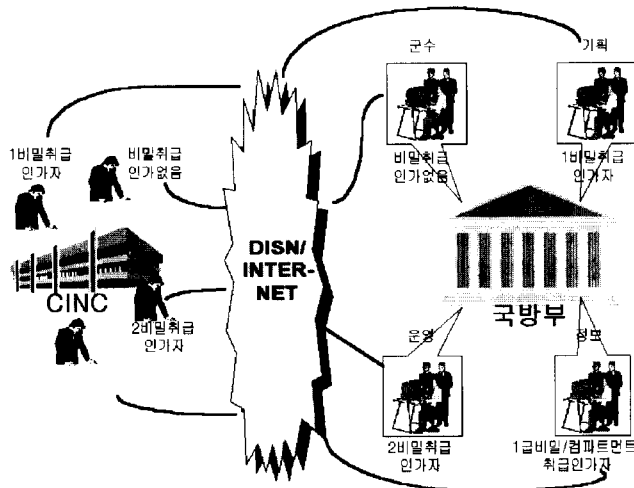 군수
기획
1비밀취급
인가자
비밀취급
인가없음
비밀취급
인가없음
1비밀취급
인가자
DISN/
INTER-
NET
CINC
2비밀취급
인가자
국방부
운영
정보
2비밀취급
인가자
1급비밀/컴파트먼트
취급인가자